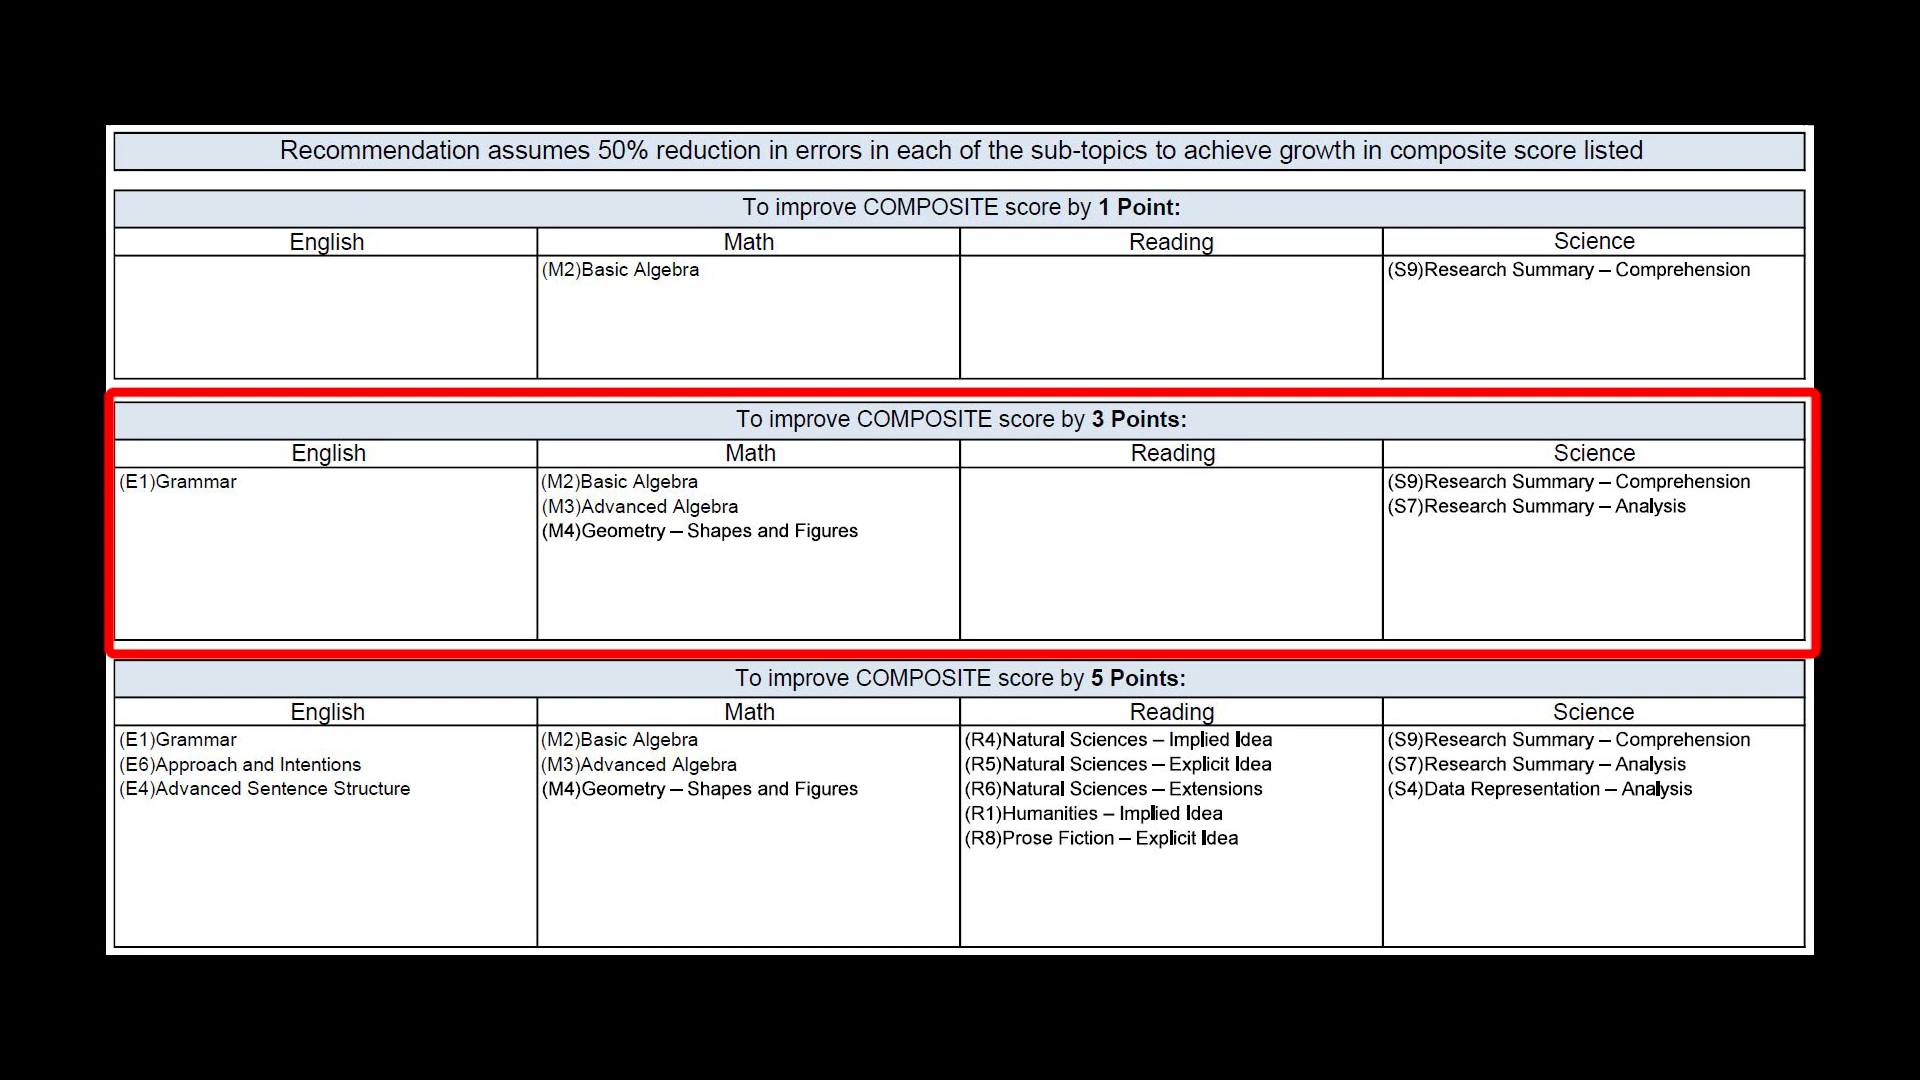 Recommendation assumes 50% reduction in errors in each of the sub-topics to achieve growth in composite score listed
To improve COMPOSITE score by 1 Point:
English Math Reading Science
(M2)Basic Algebra (S9)Research Summary – Comprehension
To improve COMPOSITE score by 3 Points:
English Math Reading Science
(E1)Grammar (M2)Basic Algebra (S9)Research Summary – Comprehension
(M3)Advanced Algebra (S7)Research Summary – Analysis
(M4)Geometry – Shapes and Figures
To improve COMPOSITE score by 5 Points:
English Math Reading Science
(E1)Grammar (M2)Basic Algebra (R4)Natural Sciences – Implied Idea (S9)Research Summary – Comprehension
(E6)Approach and Intentions (M3)Advanced Algebra (R5)Natural Sciences – Explicit Idea (S7)Research Summary – Analysis
(E4)Advanced Sentence Structure (M4)Geometry – Shapes and Figures (R6)Natural Sciences – Extensions (S4)Data Representation – Analysis
(R1)Humanities – Implied Idea
(R8)Prose Fiction – Explicit Idea